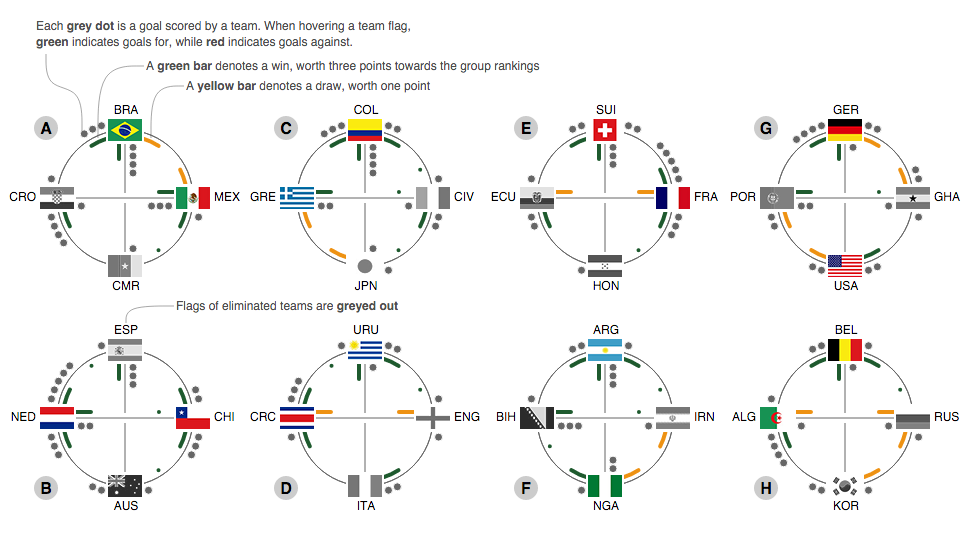 Each grey dot is a goal scored by a team. When hovering a team flag,
green indicates goals for, while red indicates goals against.
A green bar denotes a win, worth three points towards the group rankings
A yellow bar denotes a draw, worth one point
BRA COL SUI GER
A C E G
CRO MEX GRE CIV ECU FRA POR GHA
CMR JPN HON USA
Flags of eliminated teams are greyed out
ESP URU ARG BEL
NED CHI CRC ENG BIH IRN ALG RUS
B D F H
AUS ITA NGA KOR